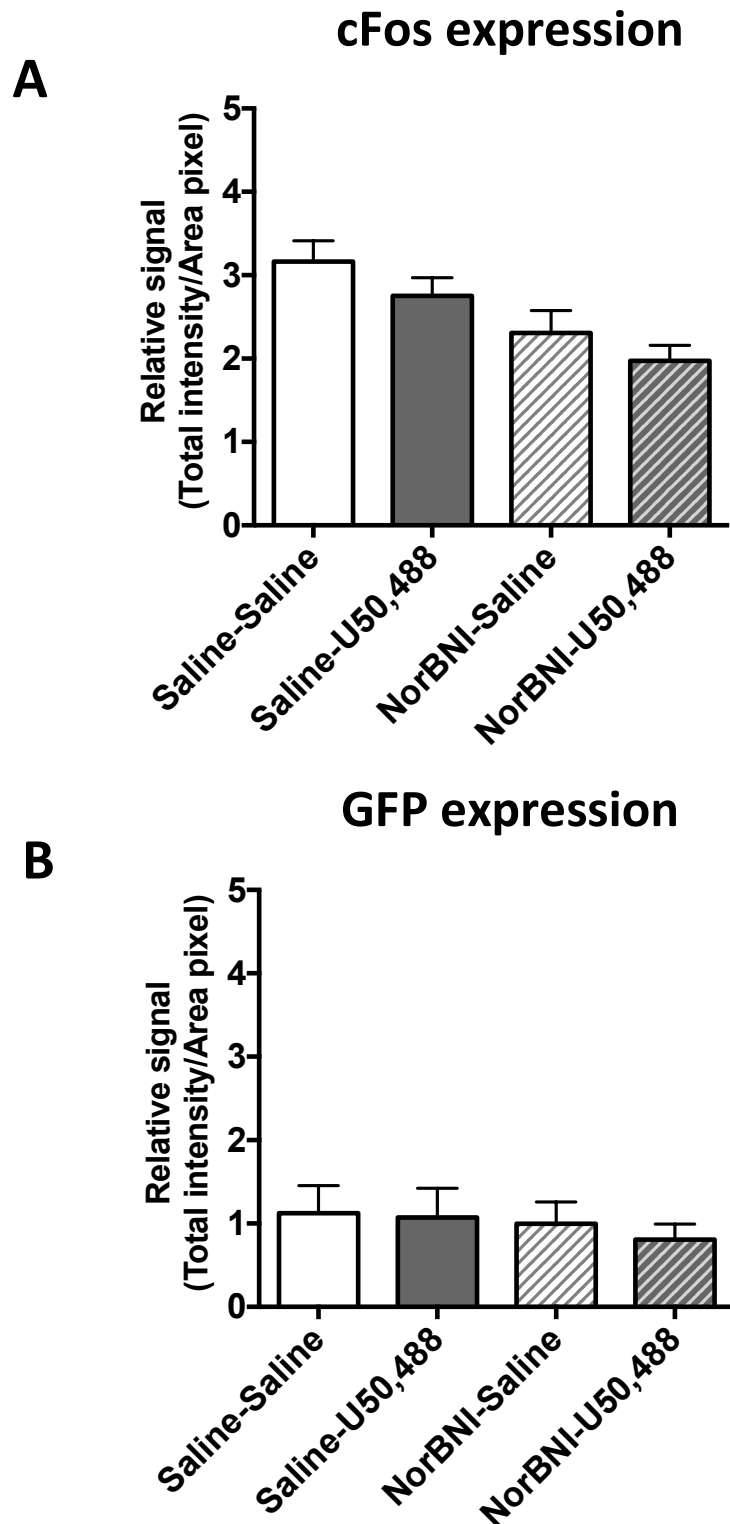 cFos expression
A
Relative signal
(Total intensity/Area pixel)
5
4
3
2
1
0
Saline-Saline
Saline-U50,488
NorBNI-Saline
NorBNI-U50,488
GFP expression
B
Relative signal
(Total intensity/Area pixel)
5
4
3
2
1
0
Saline-Saline
Saline-U50,488
NorBNI-Saline
NorBNI-U50,488